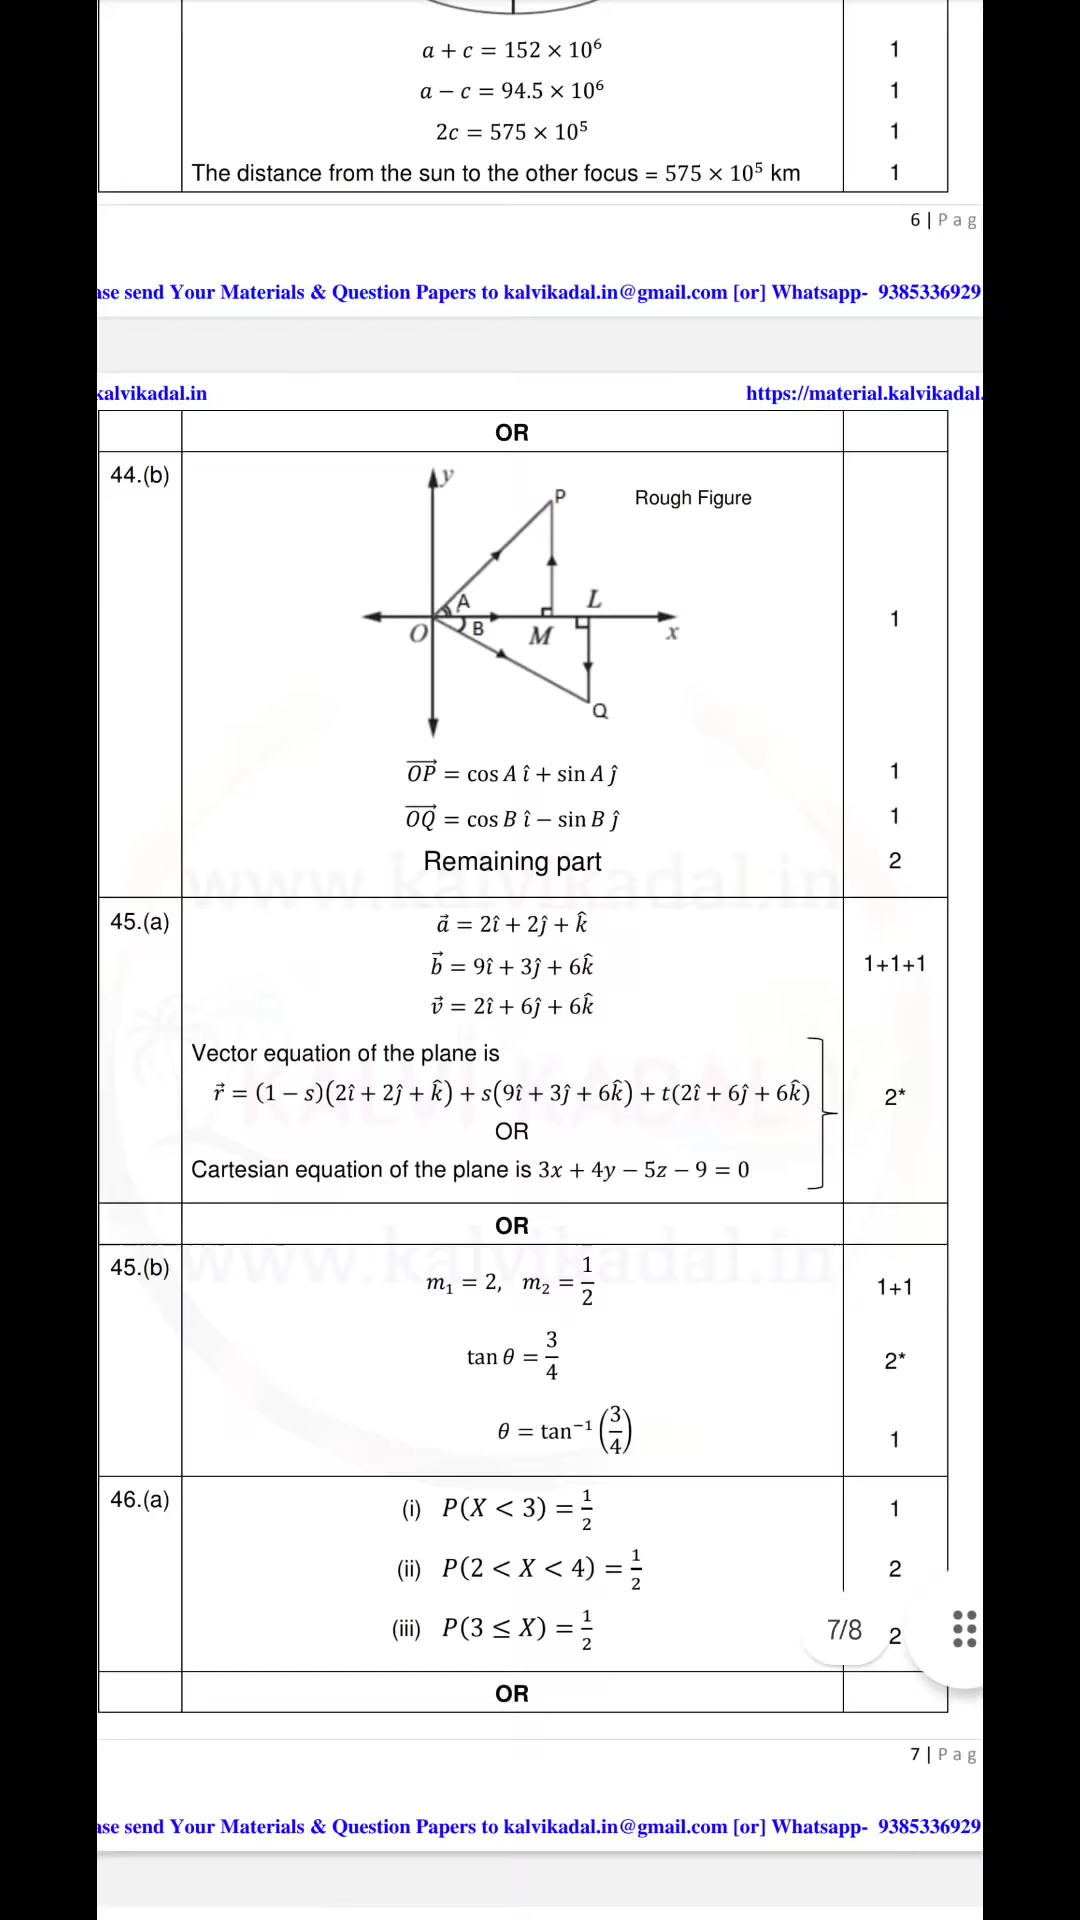 a + c = 152 × 10⁶ 1
a − c = 94.5 × 10⁶ 1
2c = 575 × 10⁵ 1
The distance from the sun to the other focus = 575 × 10⁵ km 1
6 | P a g
ase send Your Materials & Question Papers to kalvikadal.in@gmail.com [or] Whatsapp- 9385336929
kalvikadal.in https://material.kalvikadal.
OR
44.(b)
y
P
Rough Figure
A
L
O
B
M
x
1
Q
OP⃗ = cos A î + sin A ĵ 1
OQ⃗ = cos B î − sin B ĵ 1
Remaining part 2
www.kalvikadal.in
45.(a) a⃗ = 2î + 2ĵ + k̂
b⃗ = 9î + 3ĵ + 6k̂ 1+1+1
v⃗ = 2î + 6ĵ + 6k̂
Vector equation of the plane is
r⃗ = (1 − s)(2î + 2ĵ + k̂) + s(9î + 3ĵ + 6k̂) + t(2î + 6ĵ + 6k̂) 2*
KALVI KADAL
OR
Cartesian equation of the plane is 3x + 4y − 5z − 9 = 0
OR
www.kalvikadal.in
45.(b) m₁ = 2, m₂ = 1/2 1+1
tan θ = 3/4 2*
θ = tan⁻¹ (3/4) 1
46.(a) (i) P(X < 3) = 1/2 1
(ii) P(2 < X < 4) = 1/2 2
(iii) P(3 ≤ X) = 1/2 2
7/8
OR
7 | P a g
ase send Your Materials & Question Papers to kalvikadal.in@gmail.com [or] Whatsapp- 9385336929